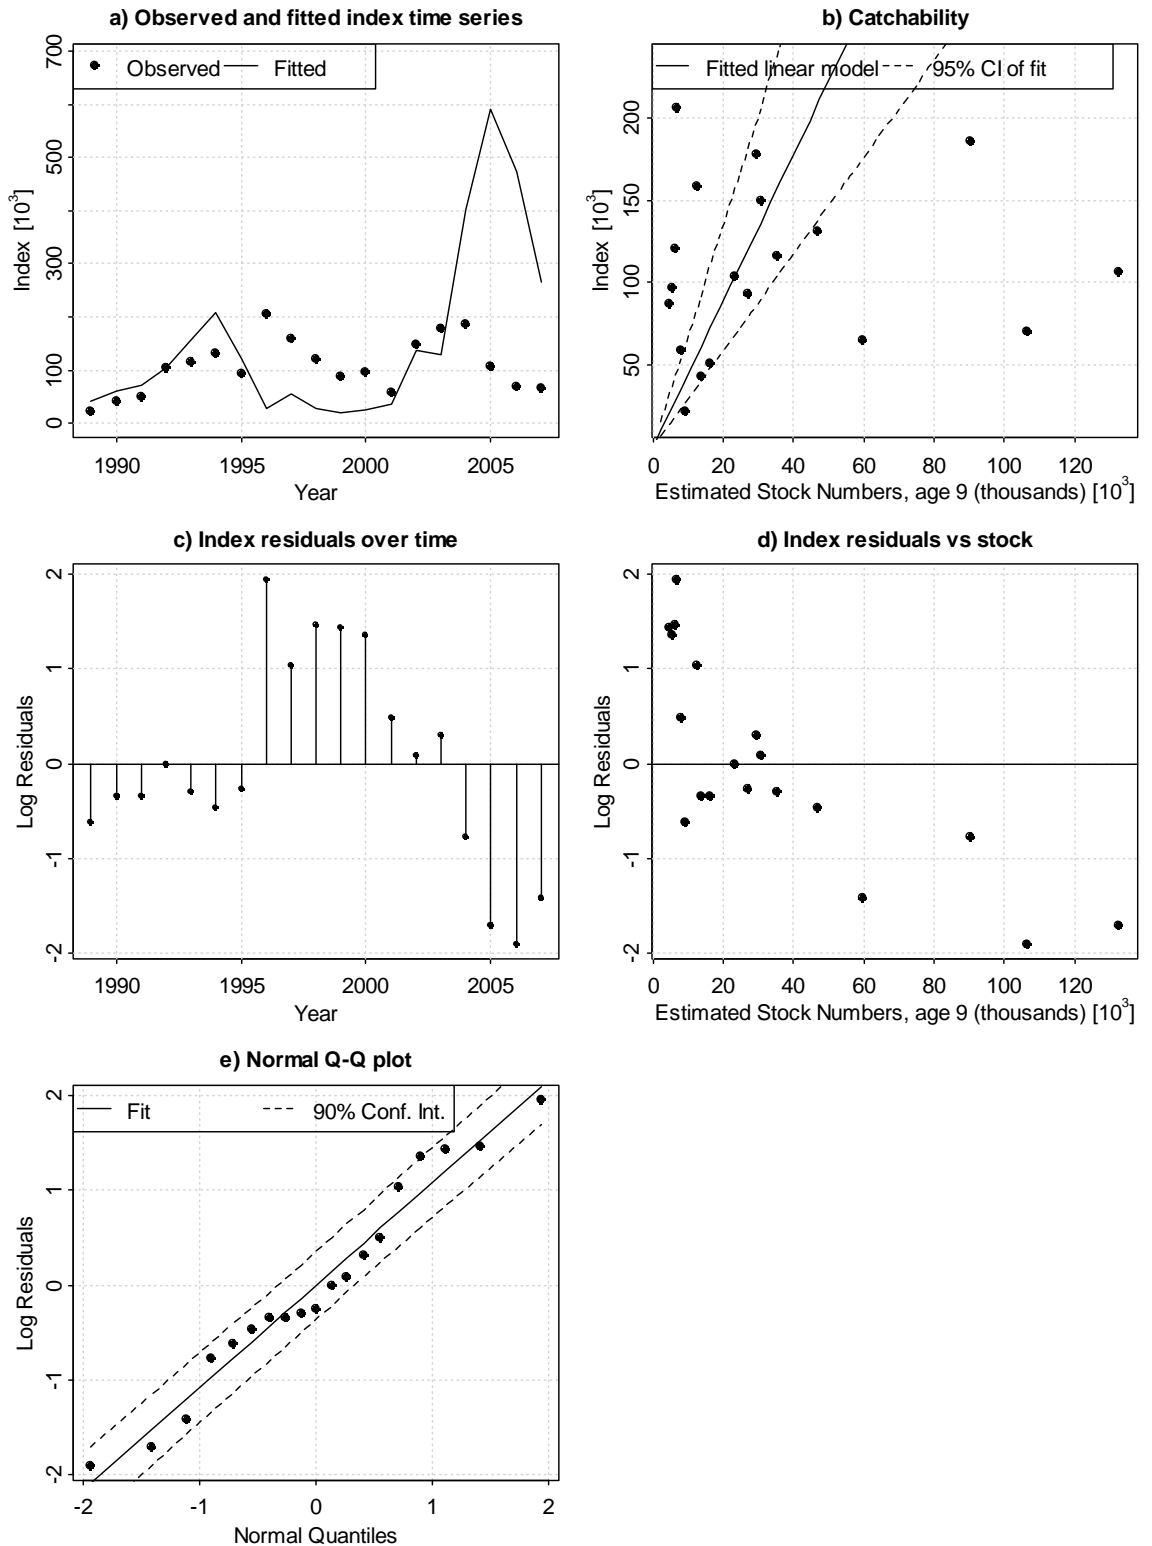 a) Observed and fitted index time series
Index [10³]
0 100 300 500 700
Observed Fitted
1990 1995 2000 2005
Year
b) Catchability
Index [10³]
50 100 150 200
Fitted linear model 95% CI of fit
0 20 40 60 80 100 120
Estimated Stock Numbers, age 9 (thousands) [10³]
c) Index residuals over time
Log Residuals
-2 -1 0 1 2
1990 1995 2000 2005
Year
d) Index residuals vs stock
Log Residuals
-2 -1 0 1 2
0 20 40 60 80 100 120
Estimated Stock Numbers, age 9 (thousands) [10³]
e) Normal Q-Q plot
Log Residuals
-2 -1 0 1 2
Fit 90% Conf. Int.
-2 -1 0 1 2
Normal Quantiles